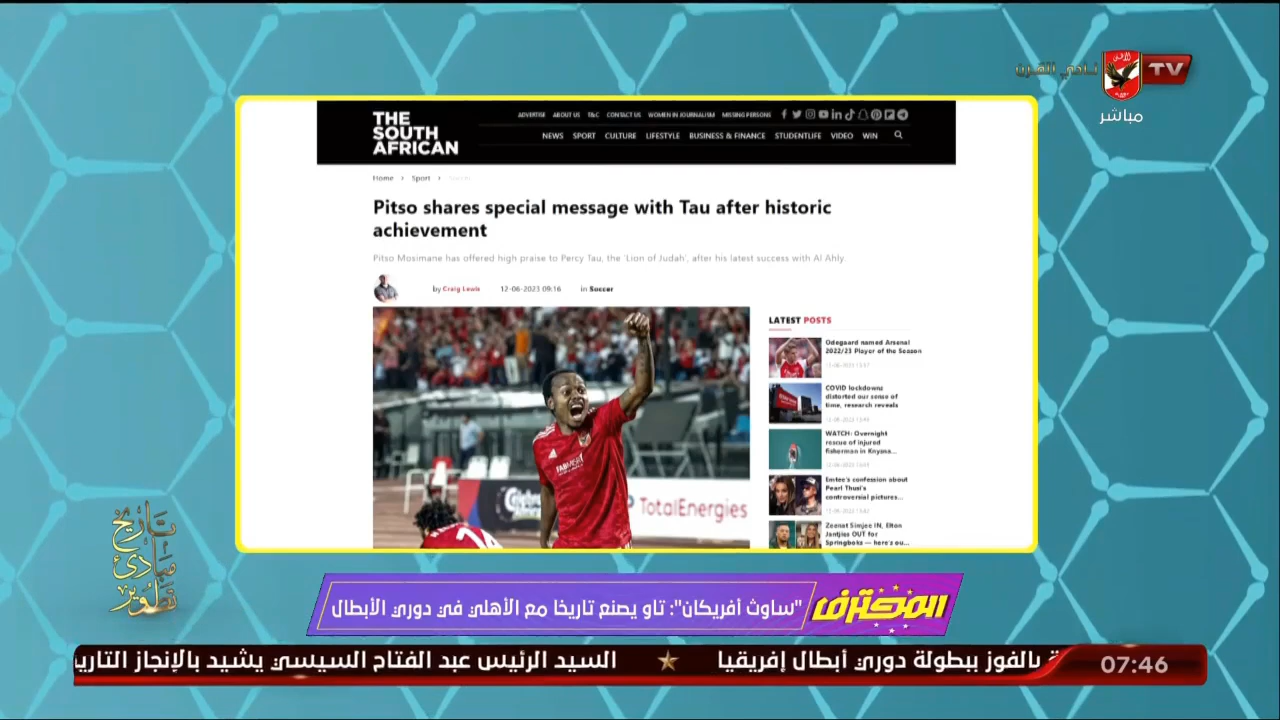 نادي القرن
TV
مباشر
THE
SOUTH
AFRICAN
ADVERTISE ABOUT US T&C CONTACT US WOMEN IN JOURNALISM MISSING PERSONS
NEWS SPORT CULTURE LIFESTYLE BUSINESS & FINANCE STUDENTLIFE VIDEO WIN
Home › Sport ›
Pitso shares special message with Tau after historic
achievement
Pitso Mosimane has offered high praise to Percy Tau, the 'Lion of Judah', after his latest success with Al Ahly.
by Craig Lewis 12-06-2023 09:16 in Soccer
TotalEnergies
LATEST POSTS
Odegaard named Arsenal
2022/23 Player of the Season
COVID lockdowns
distorted our sense of
time, research reveals
WATCH: Overnight
rescue of injured
fisherman in Knysna...
Emtee's confession about
Pearl Thusi's
controversial pictures...
Zeenat Simjee IN, Elton
Jantjies OUT for
Springboks — here's ou...
تاريخ
مبادئ
تطوير
المحترف
"ساوث أفريكان": تاو يصنع تاريخا مع الأهلي في دوري الأبطال
ة بالفوز ببطولة دوري أبطال إفريقيا ★ السيد الرئيس عبد الفتاح السيسي يشيد بالإنجاز التاري
07:46